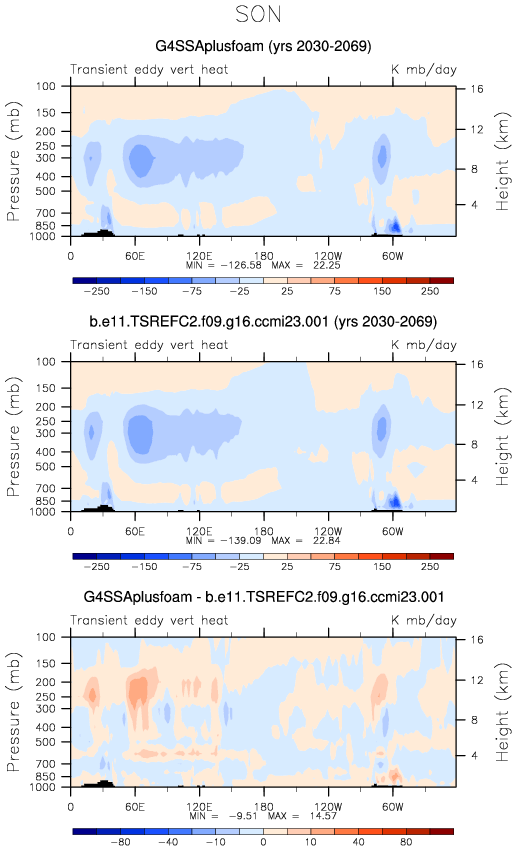 SON
G4SSAplusfoam (yrs 2030-2069)
Transient eddy vert heat K mb/day
Pressure (mb)
100
150
200
250
300
400
500
700
850
1000
16
12
8
4
Height (km)
0 60E 120E 180 120W 60W
MIN = -126.58 MAX = 22.25
-250 -150 -75 -25 25 75 150 250
b.e11.TSREFC2.f09.g16.ccmi23.001 (yrs 2030-2069)
Transient eddy vert heat K mb/day
Pressure (mb)
100
150
200
250
300
400
500
700
850
1000
16
12
8
4
Height (km)
0 60E 120E 180 120W 60W
MIN = -139.09 MAX = 22.84
-250 -150 -75 -25 25 75 150 250
G4SSAplusfoam - b.e11.TSREFC2.f09.g16.ccmi23.001
Transient eddy vert heat K mb/day
Pressure (mb)
100
150
200
250
300
400
500
700
850
1000
16
12
8
4
Height (km)
0 60E 120E 180 120W 60W
MIN = -9.51 MAX = 14.57
-80 -40 -10 0 10 40 80